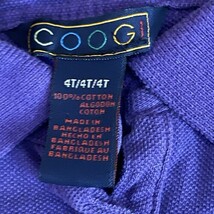 COOGI
4T/4T/4T
100% COTTON
ALGODON
COTON
MADE IN
BANGLADESH
HECHO EN
BANGLADESH
FABRIQUE AU
BANGLADESH